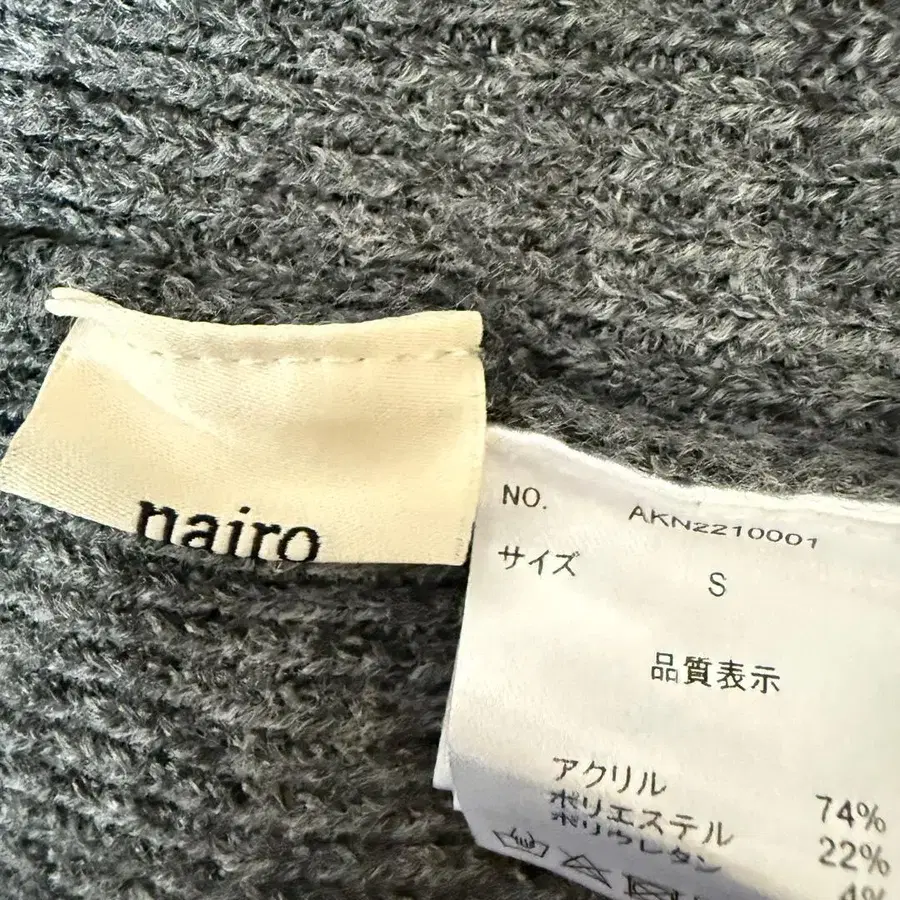 nairo
NO. AKN2210001
サイズ S
品質表示
アクリル 74%
ポリエステル 22%
ポリウレタン 4%